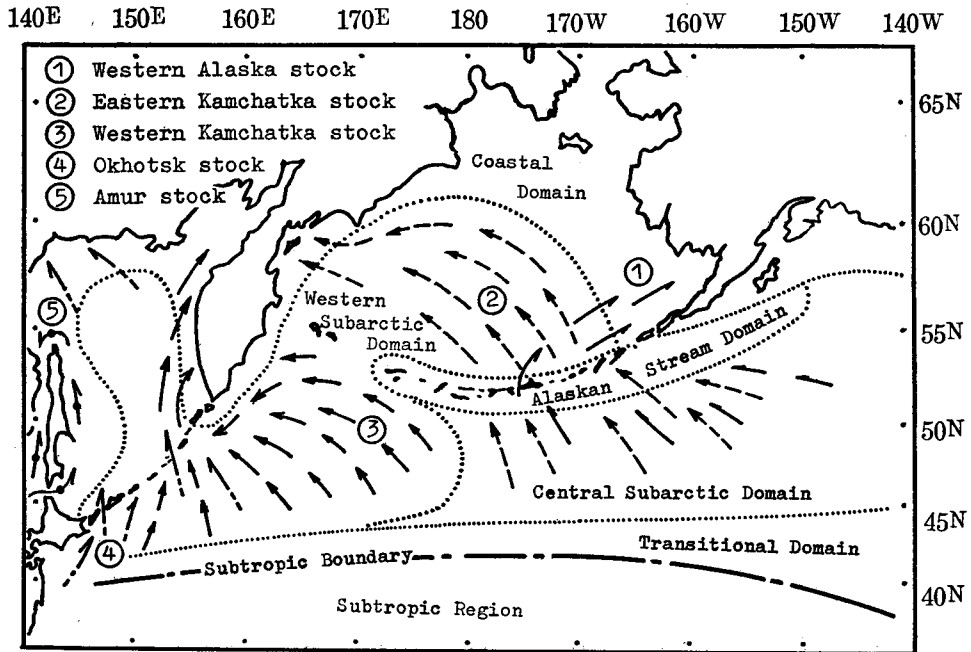 140E 150E 160E 170E 180 170W 160W 150W 140W
① Western Alaska stock
② Eastern Kamchatka stock
③ Western Kamchatka stock
④ Okhotsk stock
⑤ Amur stock
65N
Coastal
Domain
60N
①
②
⑤
Western
Subarctic
Domain
55N
Stream Domain
Alaskan
③
50N
Central Subarctic Domain
45N
④
Transitional Domain
Subtropic Boundary
40N
Subtropic Region